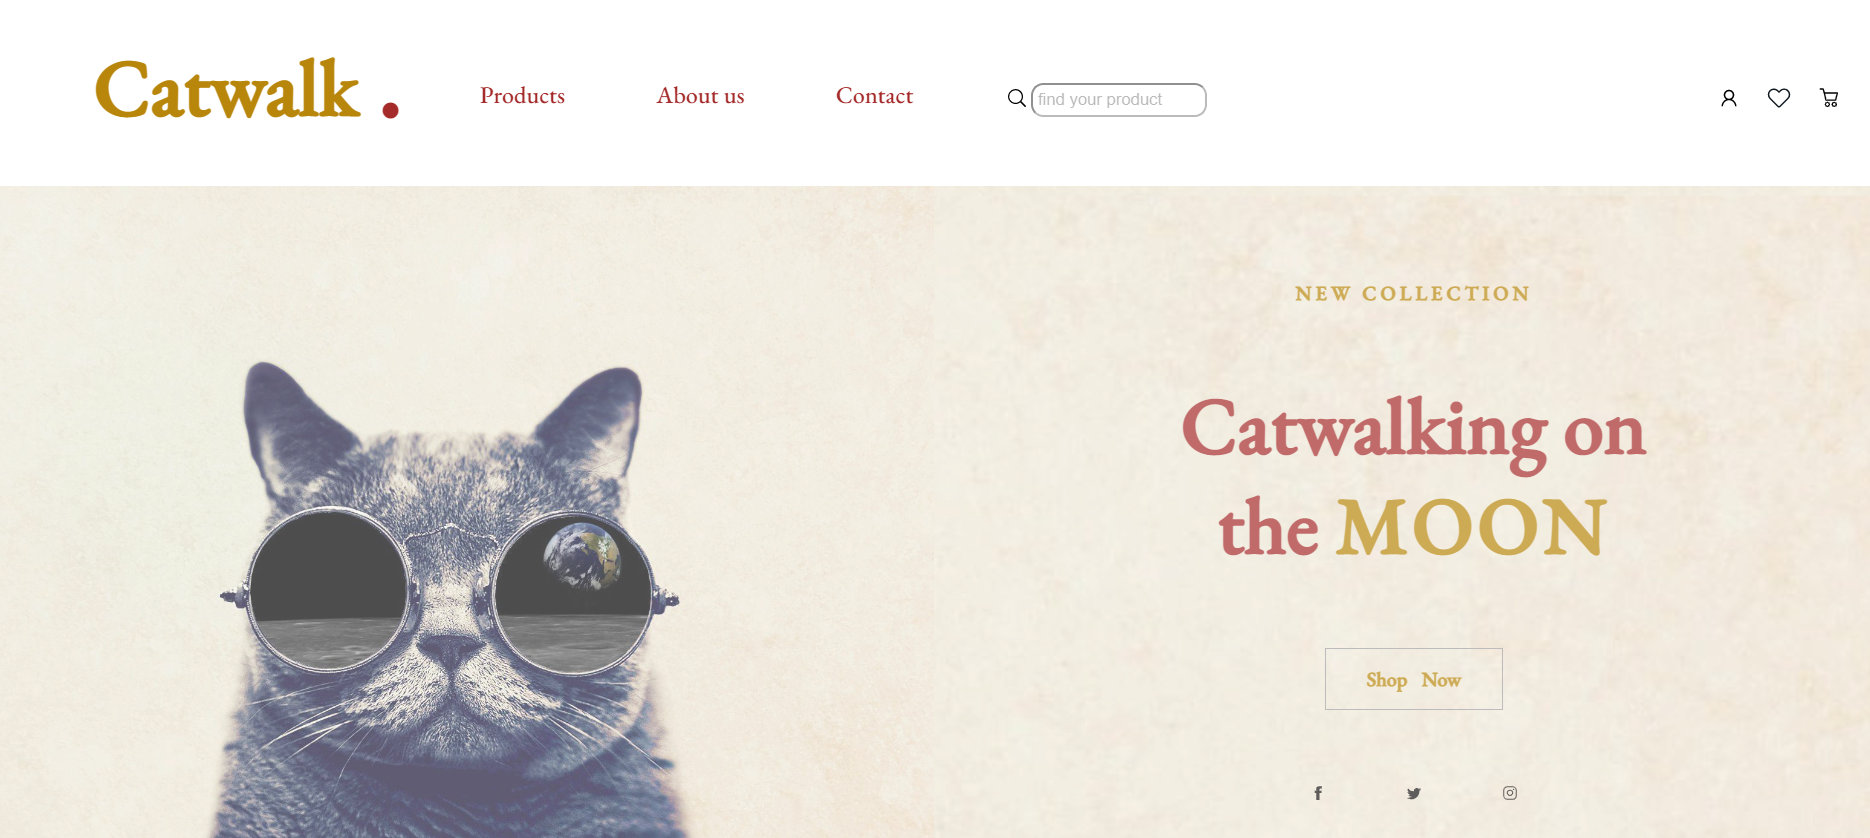 Catwalk .
Products
About us
Contact
find your product
NEW COLLECTION
Catwalking on
the MOON
Shop Now